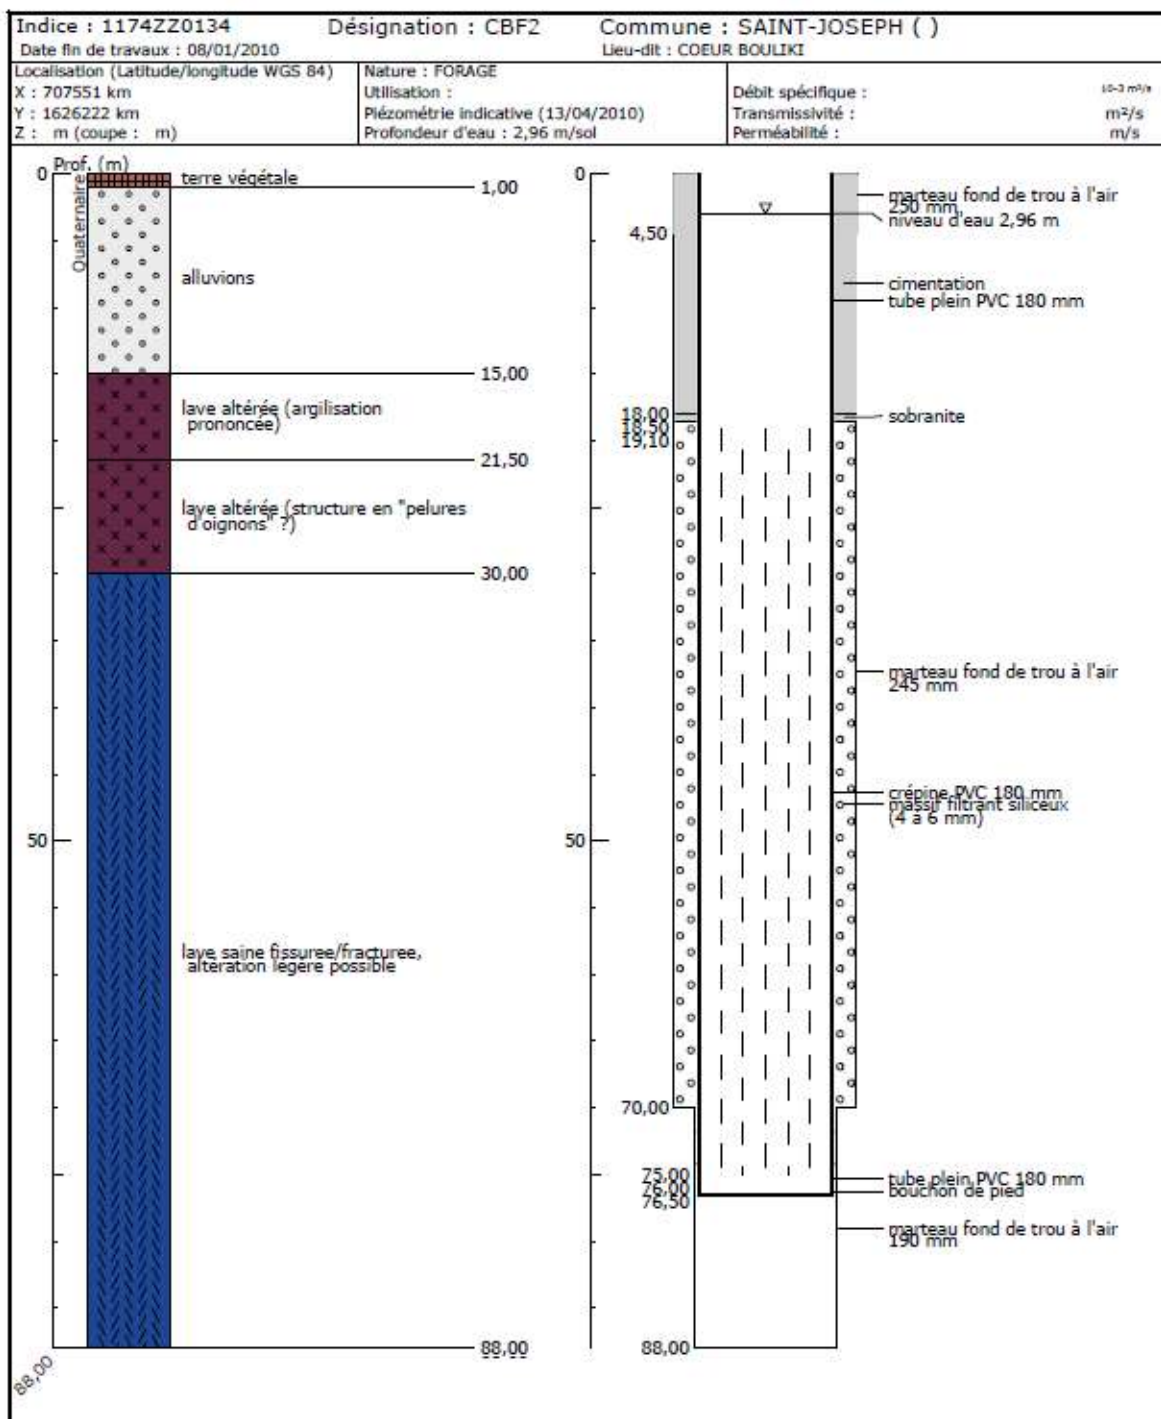 Indice : 1174ZZ0134 Désignation : CBF2 Commune : SAINT-JOSEPH ( )
Date fin de travaux : 08/01/2010 Lieu-dit : COEUR BOULIKI
Localisation (Latitude/longitude WGS 84)
X : 707551 km
Y : 1626222 km
Z : m (coupe : m)
Nature : FORAGE
Utilisation :
Piézométrie indicative (13/04/2010)
Profondeur d'eau : 2,96 m/sol
Débit spécifique : 10-3 m²/s
Transmissivité : m²/s
Perméabilité : m/s
Prof. (m)
0
50
88,00
Quaternaire
terre végétale
1,00
alluvions
15,00
lave altérée (argilisation
prononcée)
21,50
lave altérée (structure en "pelures
d'oignons" ?)
30,00
lave saine fissuree/fracturee,
altération légère possible
88,00
0
50
4,50
18,00
18,50
19,10
70,00
75,00
76,00
76,50
88,00
marteau fond de trou à l'air
250 mm
niveau d'eau 2,96 m
cimentation
tube plein PVC 180 mm
sobranite
marteau fond de trou à l'air
245 mm
crépine PVC 180 mm
massif filtrant siliceux
(4 à 6 mm)
tube plein PVC 180 mm
bouchon de pied
marteau fond de trou à l'air
190 mm